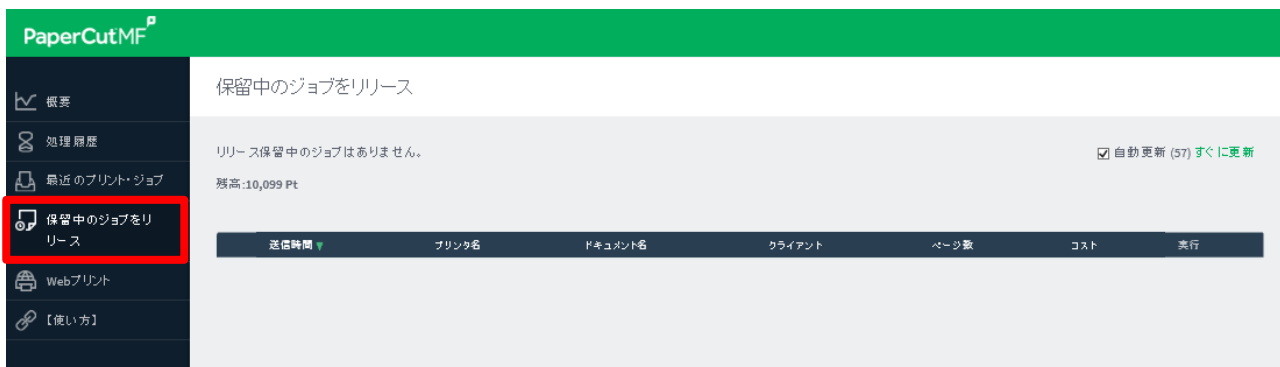 PaperCutMF
概要
処理履歴
最近のプリント・ジョブ
保留中のジョブをリ
リース
Webプリント
【使い方】
保留中のジョブをリリース
リリース保留中のジョブはありません。
自動更新 (57) すぐに更新
残高:10,099 Pt
送信時間 ▼ プリンタ名 ドキュメント名 クライアント ページ数 コスト 実行